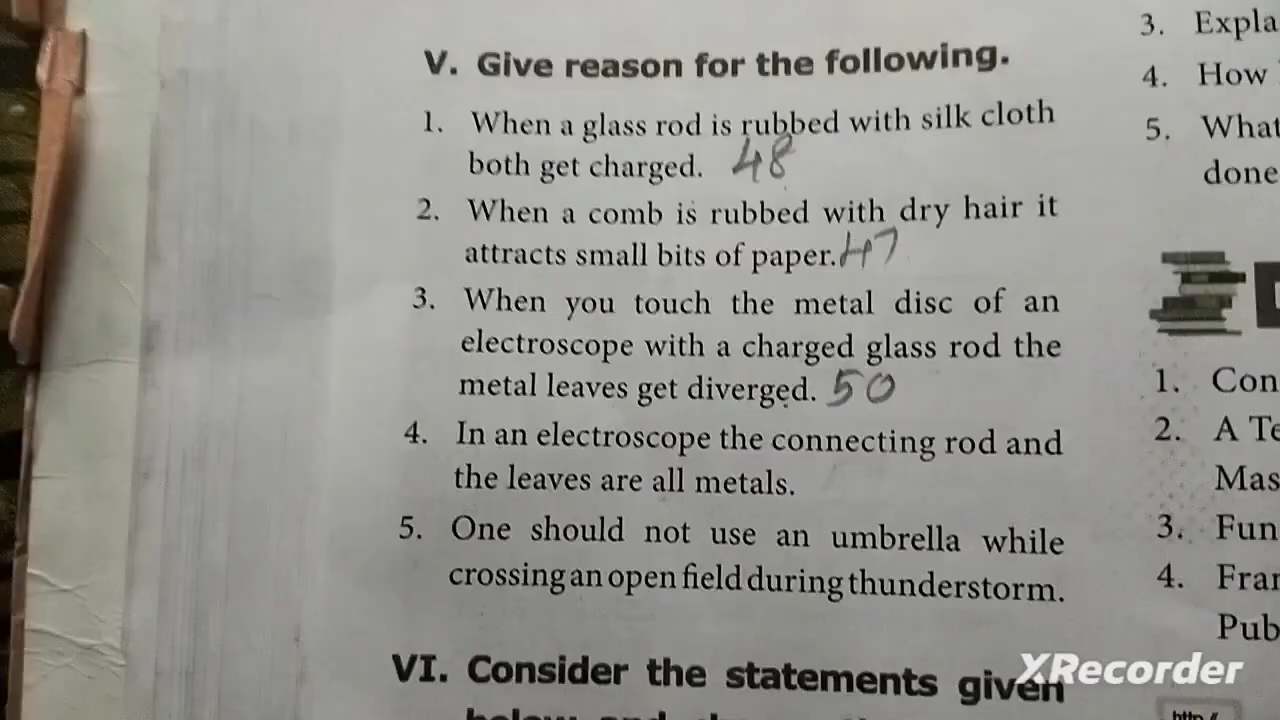 V. Give reason for the following.
1. When a glass rod is rubbed with silk cloth
both get charged. 48
2. When a comb is rubbed with dry hair it
attracts small bits of paper. 47
3. When you touch the metal disc of an
electroscope with a charged glass rod the
metal leaves get diverged. 50
4. In an electroscope the connecting rod and
the leaves are all metals.
5. One should not use an umbrella while
crossing an open field during thunderstorm.
VI. Consider the statements given
3. Expla
4. How
5. What
done
1. Con
2. A Te
Mas
3. Fun
4. Fran
Pub
XRecorder
http://